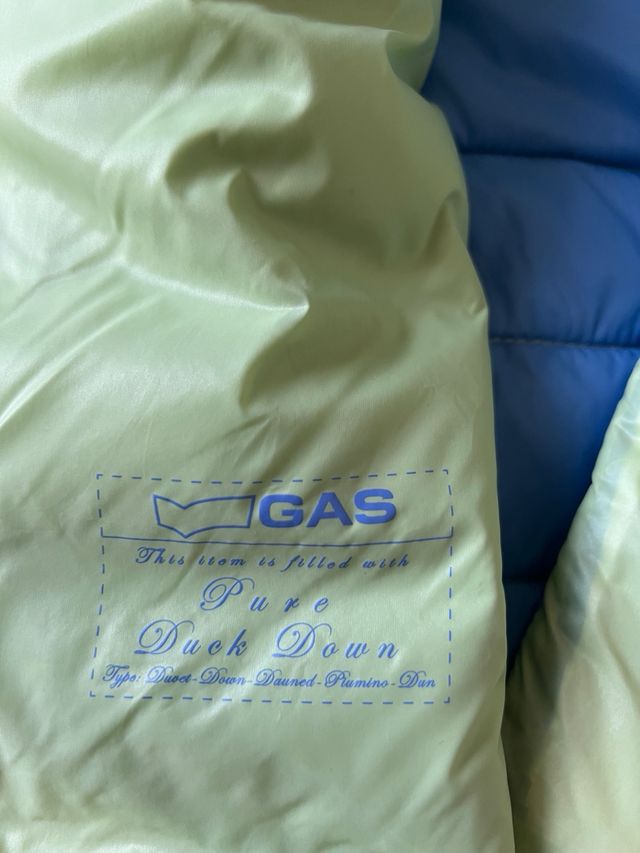 GAS
This item is filled with
Pure
Duck Down
Type: Duvet-Down-Dauned-Piumino-Dun